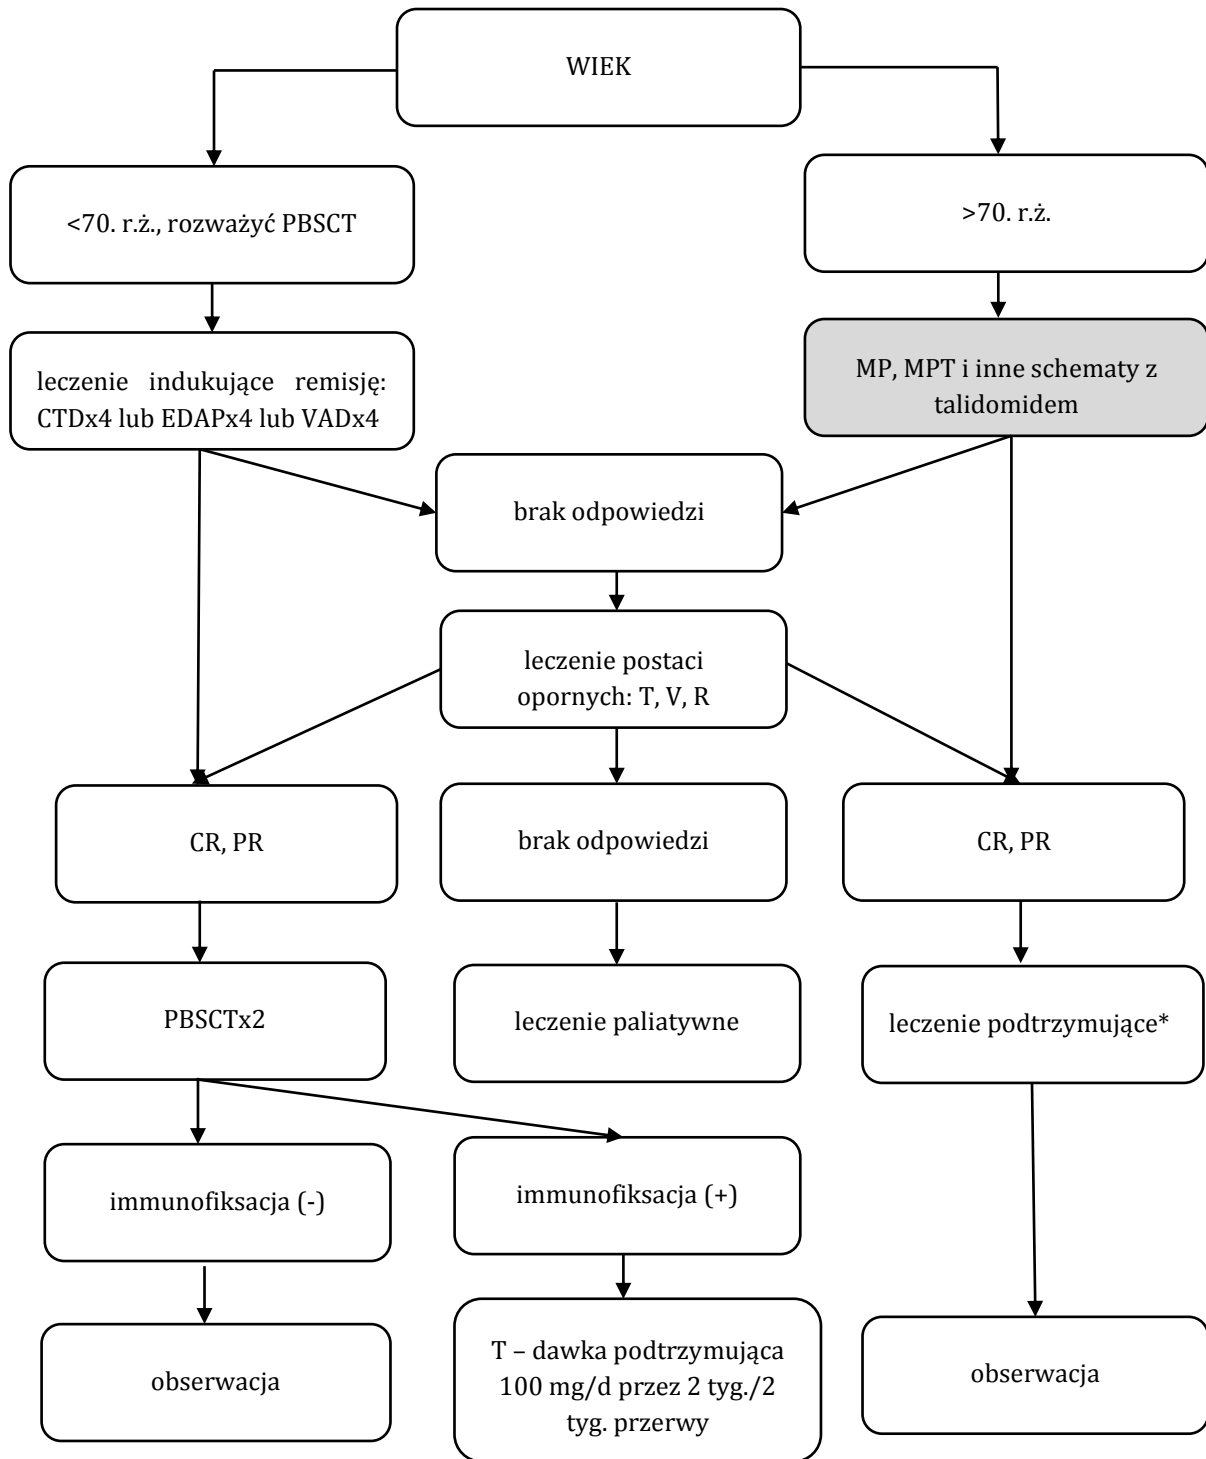 WIEK
<70. r.ż., rozważyć PBSCT
>70. r.ż.
leczenie indukujące remisję:
CTDx4 lub EDAPx4 lub VADx4
MP, MPT i inne schematy z
talidomidem
brak odpowiedzi
leczenie postaci
opornych: T, V, R
CR, PR
brak odpowiedzi
CR, PR
PBSCTx2
leczenie paliatywne
leczenie podtrzymujące*
immunofiksacja (-)
immunofiksacja (+)
obserwacja
T – dawka podtrzymująca
100 mg/d przez 2 tyg./2
tyg. przerwy
obserwacja